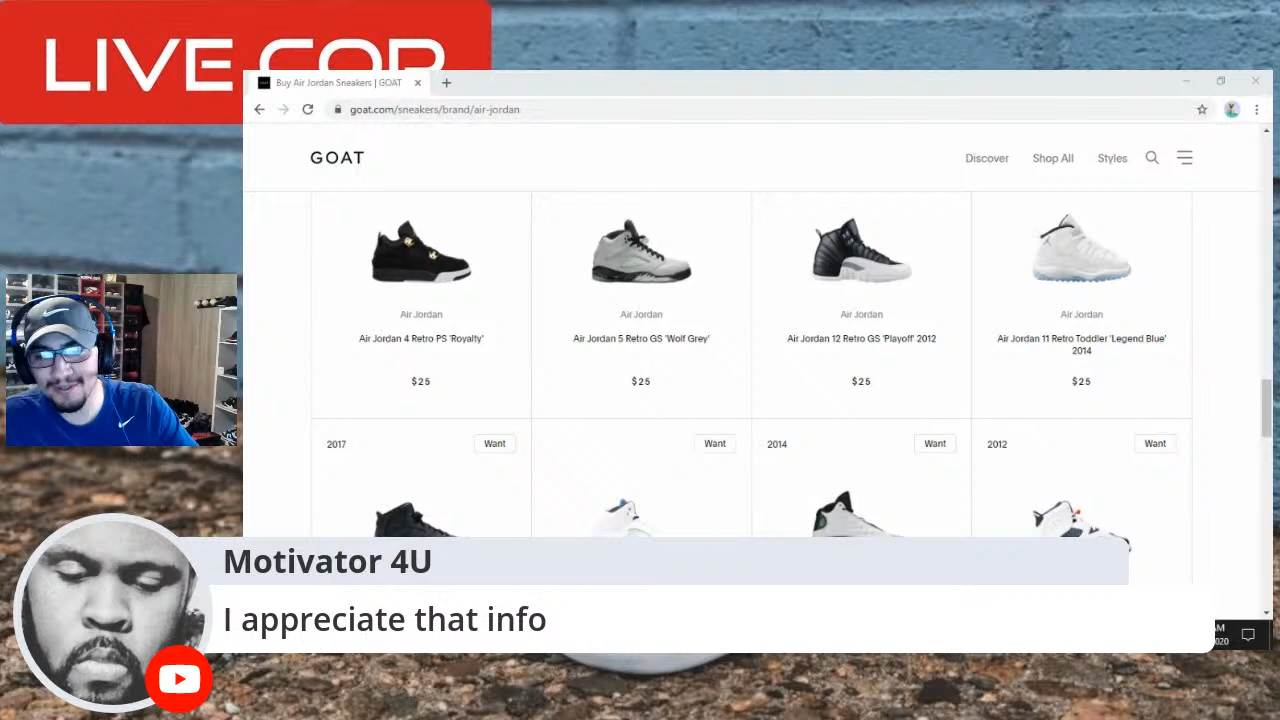 LIVE COP
Buy Air Jordan Sneakers | GOAT
goat.com/sneakers/brand/air-jordan
GOAT
Discover
Shop All
Styles
Air Jordan
Air Jordan 4 Retro PS 'Royalty'
$25
Air Jordan
Air Jordan 5 Retro GS 'Wolf Grey'
$25
Air Jordan
Air Jordan 12 Retro GS 'Playoff' 2012
$25
Air Jordan
Air Jordan 11 Retro Toddler 'Legend Blue'
2014
$25
2017
Want
Want
2014
Want
2012
Want
Motivator 4U
I appreciate that info
AM
020